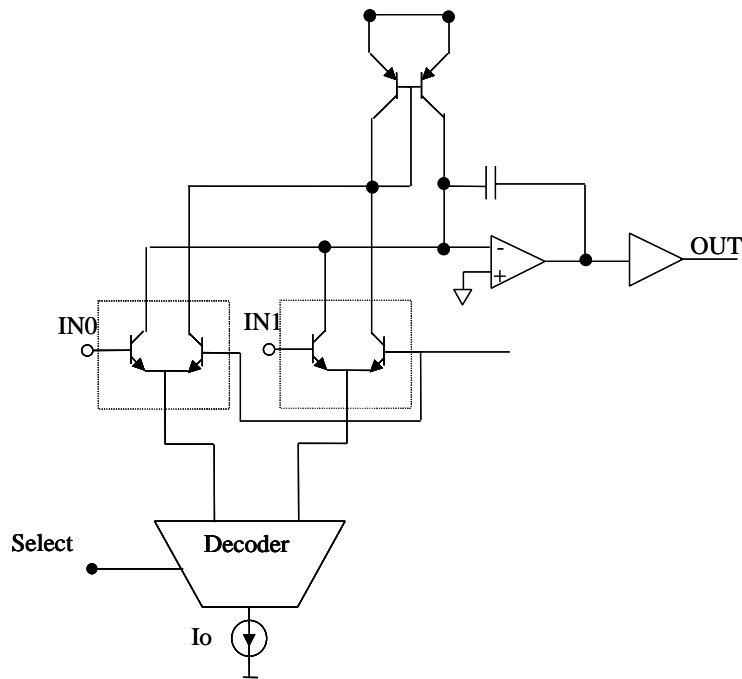 OUT
-
+
IN0
IN1
Select
Decoder
Io